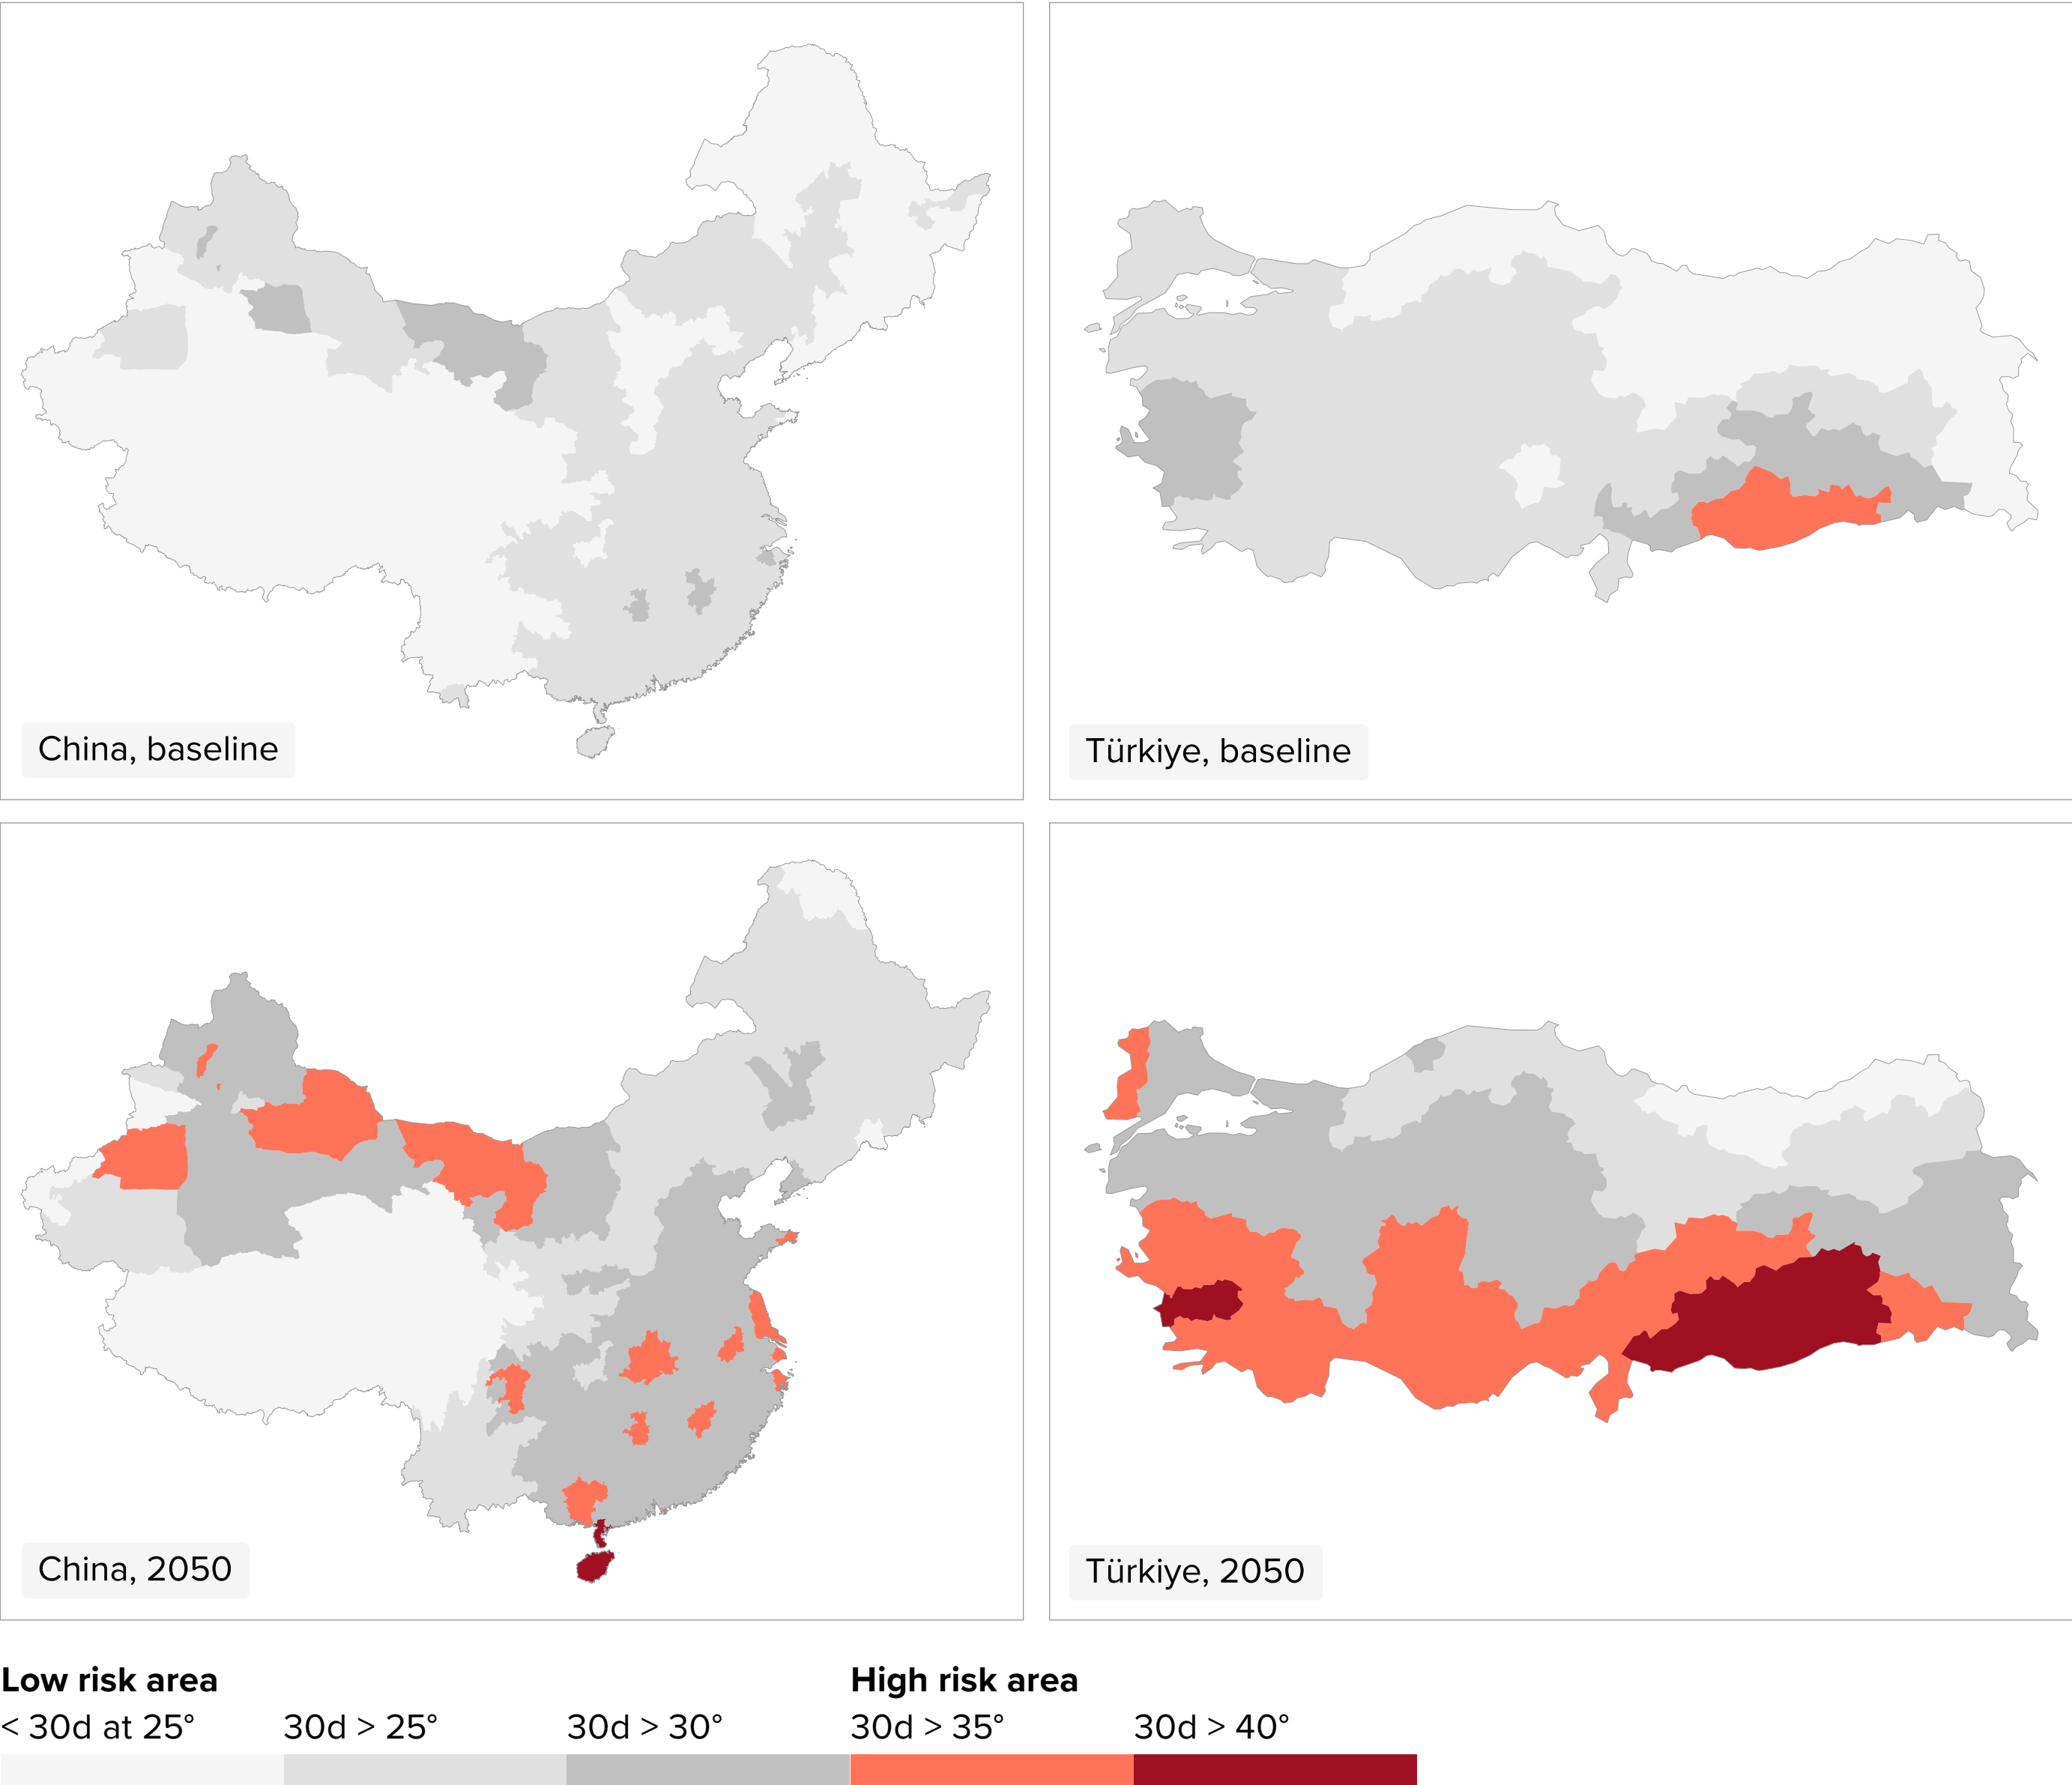 China, baseline
Türkiye, baseline
China, 2050
Türkiye, 2050
Low risk area
High risk area
< 30d at 25°
30d > 25°
30d > 30°
30d > 35°
30d > 40°